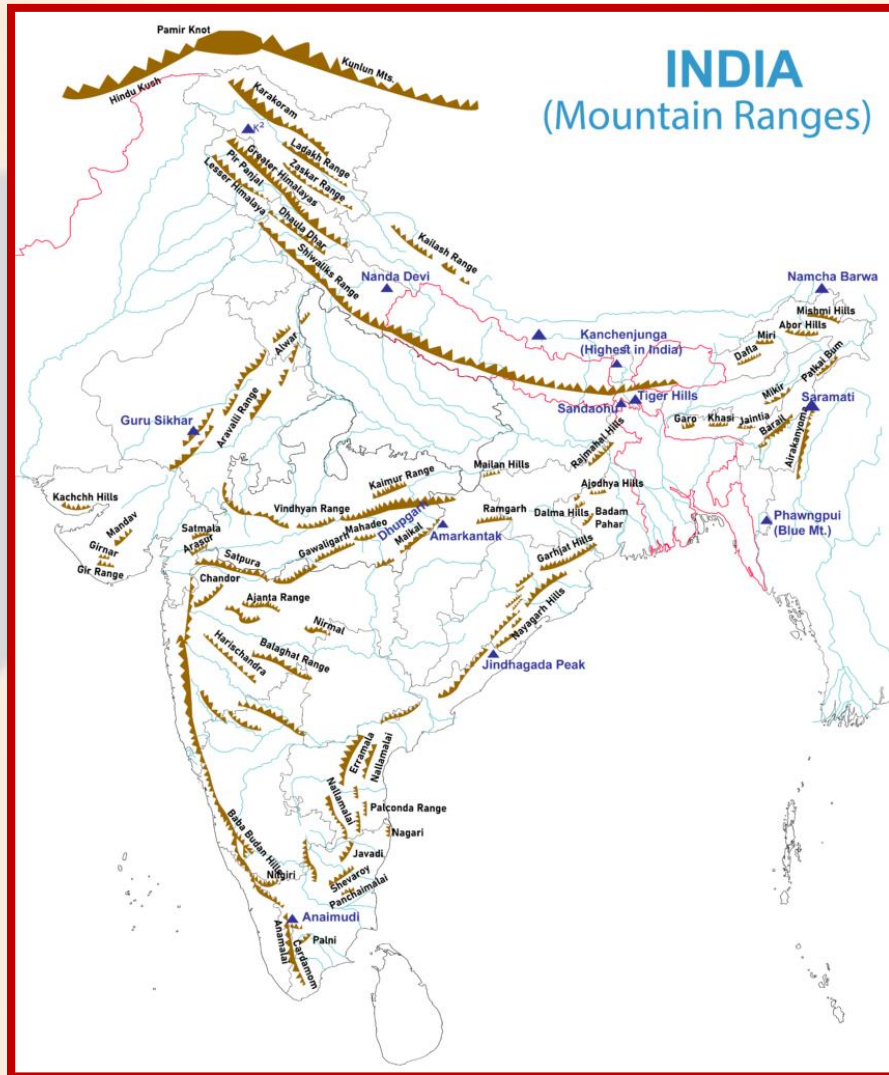 Pamir Knot
Hindu Kush
Kunlun Mts.
INDIA
(Mountain Ranges)
Karakoram
K²
Ladakh Range
Zaskar Range
Greater Himalayas
Pir Panjal
Lesser Himalaya
Dhaula Dhar
Shiwaliks Range
Kailash Range
Nanda Devi
Namcha Barwa
Mishmi Hills
Abor Hills
Miri
Dafla
Kanchenjunga
(Highest in India)
Patkai Bum
Mikir
Tiger Hills
Sandaohu
Saramati
Garo
Khasi
Jaintia
Barail
Airakanyoma
Alwar
Aravalii Range
Guru Sikhar
Rajmahal Hills
Kaimur Range
Mailan Hills
Kachchh Hills
Vindhyan Range
Ajodhya Hills
Mandav
Satmala
Arasur
Gawaligarh
Mahadeo
Dhupgarh
Maikal
Ramgarh
Amarkantak
Dalma Hills
Badam
Pahar
Phawngpui
(Blue Mt.)
Girnar
Gir Range
Satpura
Garhjat Hills
Chandor
Ajanta Range
Nirmal
Nayagarh Hills
Harischandra
Balaghat Range
Jindhagada Peak
Erramala
Nallamalai
Nallamalai
Palconda Range
Nagari
Baba Budan Hills
Javadi
Nilgiri
Shevaroy
Panchaimalai
Anaimudi
Palni
Anamalai
Cardamom